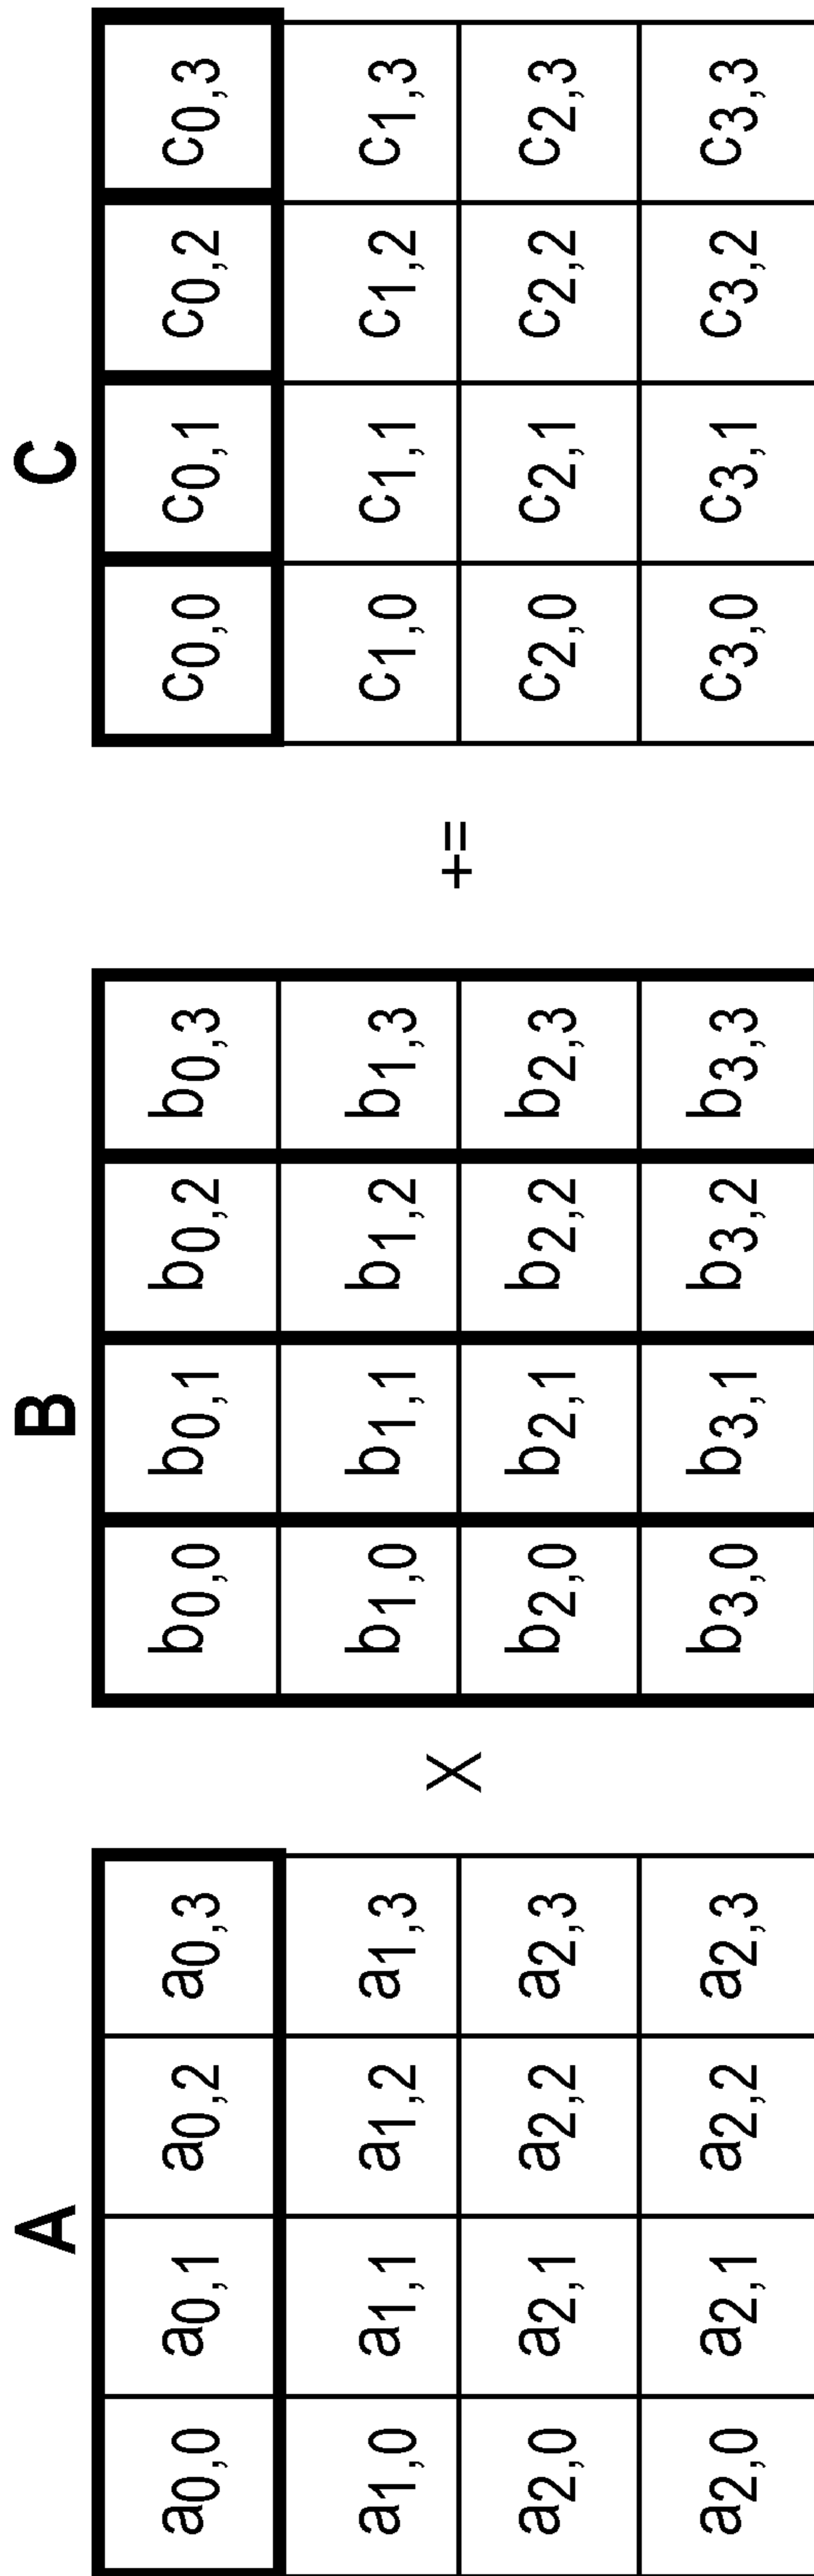 A B C
a0,0 a0,1 a0,2 a0,3 b0,0 b0,1 b0,2 b0,3 c0,0 c0,1 c0,2 c0,3
a1,0 a1,1 a1,2 a1,3 b1,0 b1,1 b1,2 b1,3 c1,0 c1,1 c1,2 c1,3
X +=
a2,0 a2,1 a2,2 a2,3 b2,0 b2,1 b2,2 b2,3 c2,0 c2,1 c2,2 c2,3
a2,0 a2,1 a2,2 a2,3 b3,0 b3,1 b3,2 b3,3 c3,0 c3,1 c3,2 c3,3